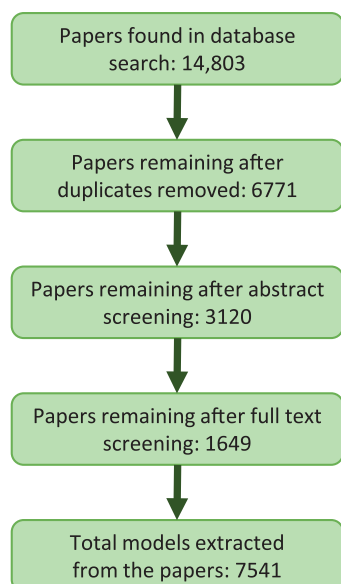 Papers found in database
search: 14,803
Papers remaining after
duplicates removed: 6771
Papers remaining after abstract
screening: 3120
Papers remaining after full text
screening: 1649
Total models extracted
from the papers: 7541